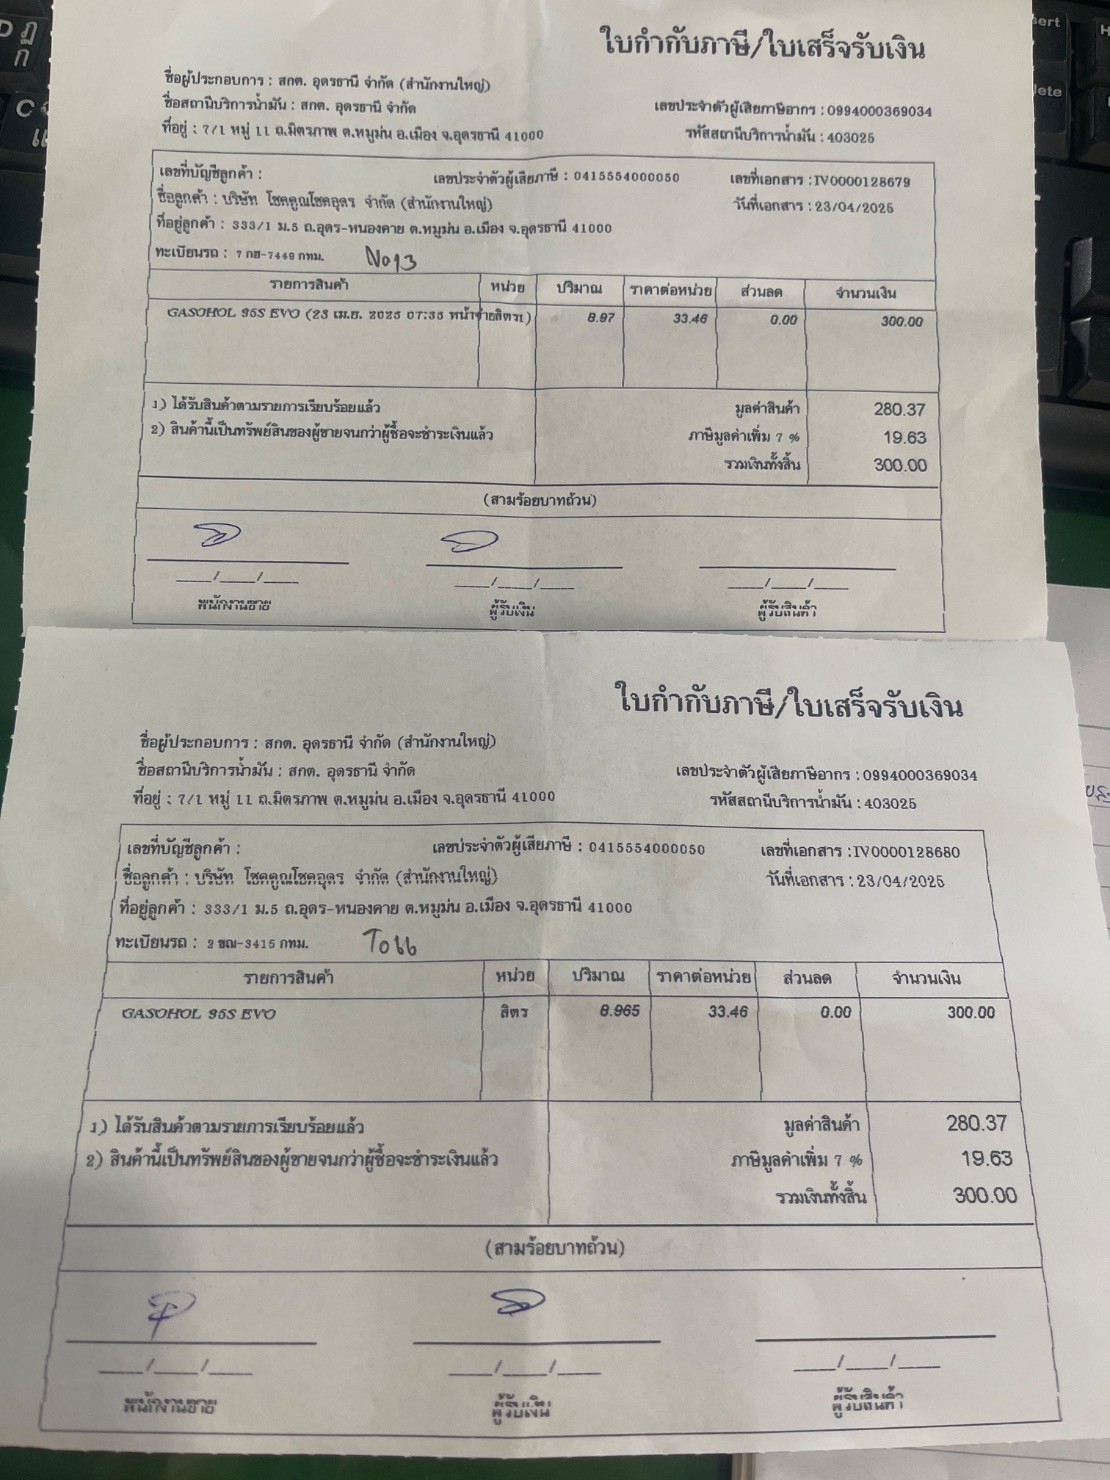 ใบกำกับภาษี/ใบเสร็จรับเงิน
ชื่อผู้ประกอบการ : สกต. อุดรธานี จำกัด (สำนักงานใหญ่)
ชื่อสถานีบริการน้ำมัน : สกต. อุดรธานี จำกัด เลขประจำตัวผู้เสียภาษีอากร : 0994000369034
ที่อยู่ : 7/1 หมู่ 11 ถ.มิตรภาพ ต.หมูม่น อ.เมือง จ.อุดรธานี 41000 รหัสสถานีบริการน้ำมัน : 403025
เลขที่บัญชีลูกค้า : เลขประจำตัวผู้เสียภาษี : 0415554000050 เลขที่เอกสาร :IV0000128679
ชื่อลูกค้า : บริษัท โชคคูณโชคอุดร จำกัด (สำนักงานใหญ่) วันที่เอกสาร : 23/04/2025
ที่อยู่ลูกค้า : 333/1 ม.5 ถ.อุดร-หนองคาย ต.หมูม่น อ.เมือง จ.อุดรธานี 41000
ทะเบียนรถ : 7 กฮ-7449 กทม. No13
รายการสินค้า หน่วย ปริมาณ ราคาต่อหน่วย ส่วนลด จำนวนเงิน
GASOHOL 95S EVO (23 เม.ย. 2025 07:35 8.97 33.46 0.00 300.00
1) ได้รับสินค้าตามรายการเรียบร้อยแล้ว มูลค่าสินค้า 280.37
2) สินค้านี้เป็นทรัพย์สินของผู้ขายจนกว่าผู้ซื้อจะชำระเงินแล้ว ภาษีมูลค่าเพิ่ม 7 % 19.63
รวมเงินทั้งสิ้น 300.00
(สามร้อยบาทถ้วน)
___/___/___ ___/___/___ ___/___/___
พนักงานขาย ผู้รับเงิน ผู้รับสินค้า
ใบกำกับภาษี/ใบเสร็จรับเงิน
ชื่อผู้ประกอบการ : สกต. อุดรธานี จำกัด (สำนักงานใหญ่)
ชื่อสถานีบริการน้ำมัน : สกต. อุดรธานี จำกัด เลขประจำตัวผู้เสียภาษีอากร : 0994000369034
ที่อยู่ : 7/1 หมู่ 11 ถ.มิตรภาพ ต.หมูม่น อ.เมือง จ.อุดรธานี 41000 รหัสสถานีบริการน้ำมัน : 403025
เลขที่บัญชีลูกค้า : เลขประจำตัวผู้เสียภาษี : 0415554000050 เลขที่เอกสาร :IV0000128680
ชื่อลูกค้า : บริษัท โชคคูณโชคอุดร จำกัด (สำนักงานใหญ่) วันที่เอกสาร : 23/04/2025
ที่อยู่ลูกค้า : 333/1 ม.5 ถ.อุดร-หนองคาย ต.หมูม่น อ.เมือง จ.อุดรธานี 41000
ทะเบียนรถ : 2 ขณ-3415 กทม.
รายการสินค้า หน่วย ปริมาณ ราคาต่อหน่วย ส่วนลด จำนวนเงิน
GASOHOL 95S EVO ลิตร 8.965 33.46 0.00 300.00
1) ได้รับสินค้าตามรายการเรียบร้อยแล้ว มูลค่าสินค้า 280.37
2) สินค้านี้เป็นทรัพย์สินของผู้ขายจนกว่าผู้ซื้อจะชำระเงินแล้ว ภาษีมูลค่าเพิ่ม 7 % 19.63
รวมเงินทั้งสิ้น 300.00
(สามร้อยบาทถ้วน)
___/___/___ ___/___/___ ___/___/___
พนักงานขาย ผู้รับเงิน ผู้รับสินค้า